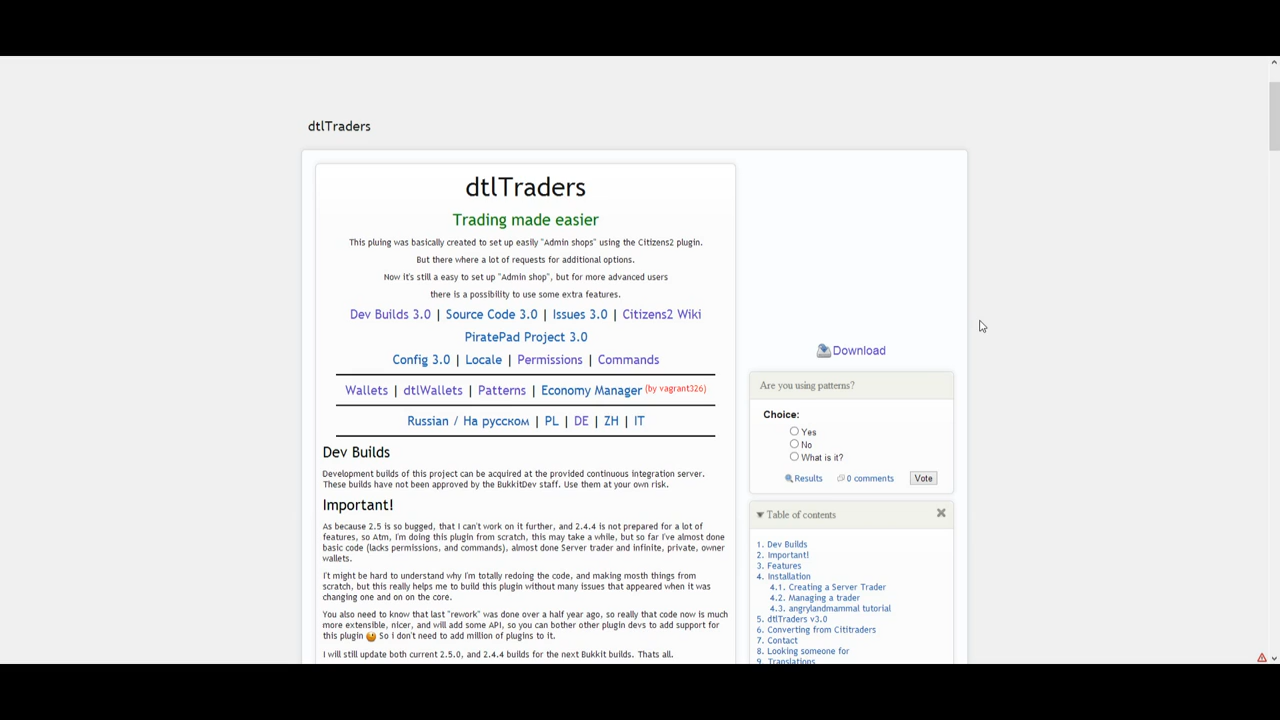 dtlTraders
dtlTraders
Trading made easier
This pluing was basically created to set up easily "Admin shops" using the Citizens2 plugin.
But there where a lot of requests for additional options.
Now it's still a easy to set up "Admin shop", but for more advanced users
there is a possibility to use some extra features.
Dev Builds 3.0 | Source Code 3.0 | Issues 3.0 | Citizens2 Wiki
PiratePad Project 3.0
Config 3.0 | Locale | Permissions | Commands
Wallets | dtlWallets | Patterns | Economy Manager (by vagrant326)
Russian / На русском | PL | DE | ZH | IT
Dev Builds
Development builds of this project can be acquired at the provided continuous integration server.
These builds have not been approved by the BukkitDev staff. Use them at your own risk.
Important!
As because 2.5 is so bugged, that I can't work on it further, and 2.4.4 is not prepared for a lot of
features, so Atm, I'm doing this plugin from scratch, this may take a while, but so far I've almost done
basic code (lacks permissions, and commands), almost done Server trader and infinite, private, owner
wallets.
I't might be hard to understand why I'm totally redoing the code, and making mosth things from
scratch, but this really helps me to build this plugin without many issues that appeared when it was
changing one and on on the core.
You also need to know that last "rework" was done over a half year ago, so really that code now is much
more extensible, nicer, and will add some API, so you can bother other plugin devs to add support for
this plugin So i don't need to add million of plugins to it.
I will still update both current 2.5.0, and 2.4.4 builds for the next Bukkit builds. Thats all.
Download
Are you using patterns?
Choice:
Yes
No
What is it?
Results 0 comments Vote
Table of contents
1. Dev Builds
2. Important!
3. Features
4. Installation
4.1. Creating a Server Trader
4.2. Managing a trader
4.3. angrylandmammal tutorial
5. dtlTraders v3.0
6. Converting from Cititraders
7. Contact
8. Looking someone for
9. Translations